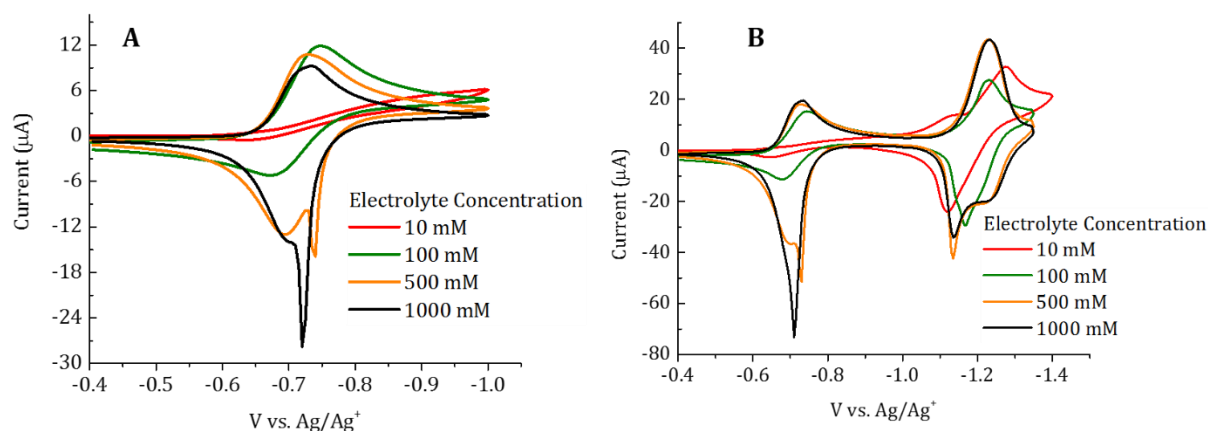 A
12
6
0
-6
-12
-18
-24
-30
Current (µA)
Electrolyte Concentration
10 mM
100 mM
500 mM
1000 mM
-0.4 -0.5 -0.6 -0.7 -0.8 -0.9 -1.0
V vs. Ag/Ag⁺
B
40
20
0
-20
-40
-60
-80
Current (µA)
Electrolyte Concentration
10 mM
100 mM
500 mM
1000 mM
-0.4 -0.6 -0.8 -1.0 -1.2 -1.4
V vs. Ag/Ag⁺